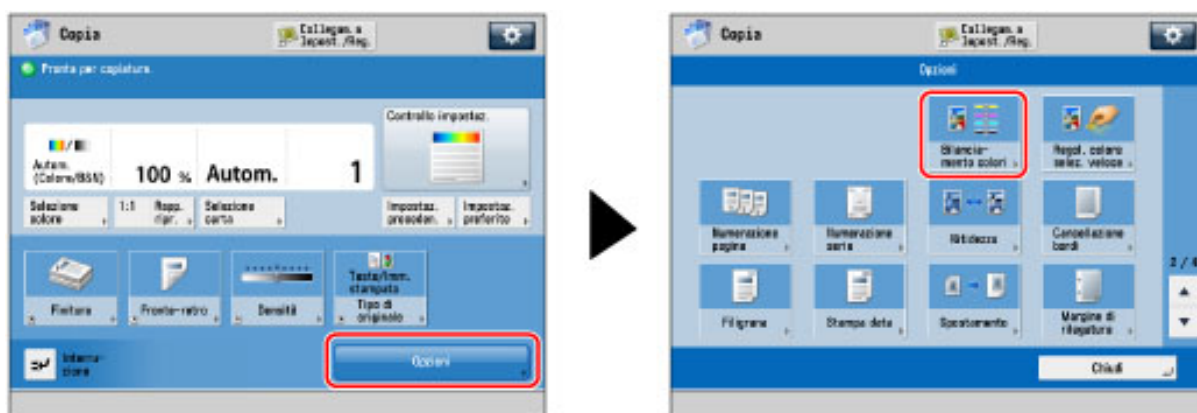 Copia
Collegam. a
Impost./Reg.
Pronta per copiatura.
Controllo impostaz.
Autom.
(Colore/B&N)
100 %
Autom.
1
Selezione
colore
1:1
Rapp.
ripr.
Selezione
carta
Impostaz.
preceden.
Impostaz.
preferite
Finitura
Fronte-retro
Densità
Testo/Imm.
stampata
Tipo di
originale
Interru-
zione
Opzioni
Copia
Collegam. a
Impost./Reg.
Opzioni
Bilancia-
mento colori
Regol. colore
selez. veloce
Numerazione
pagine
Numerazione
serie
Nitidezza
Cancellazione
bordi
Filigrana
Stampa data
Spostamento
Margine di
rilegatura
2/4
Chiudi